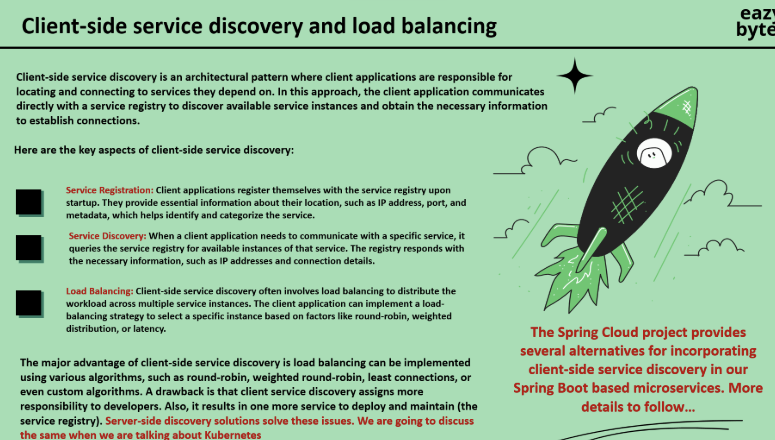 Client-side service discovery and load balancing
eazy
byte
Client-side service discovery is an architectural pattern where client applications are responsible for
locating and connecting to services they depend on. In this approach, the client application communicates
directly with a service registry to discover available service instances and obtain the necessary information
to establish connections.
Here are the key aspects of client-side service discovery:
Service Registration: Client applications register themselves with the service registry upon
startup. They provide essential information about their location, such as IP address, port, and
metadata, which helps identify and categorize the service.
Service Discovery: When a client application needs to communicate with a specific service, it
queries the service registry for available instances of that service. The registry responds with
the necessary information, such as IP addresses and connection details.
Load Balancing: Client-side service discovery often involves load balancing to distribute the
workload across multiple service instances. The client application can implement a load-
balancing strategy to select a specific instance based on factors like round-robin, weighted
distribution, or latency.
The major advantage of client-side service discovery is load balancing can be implemented
using various algorithms, such as round-robin, weighted round-robin, least connections, or
even custom algorithms. A drawback is that client service discovery assigns more
responsibility to developers. Also, it results in one more service to deploy and maintain (the
service registry). Server-side discovery solutions solve these issues. We are going to discuss
the same when we are talking about Kubernetes
The Spring Cloud project provides
several alternatives for incorporating
client-side service discovery in our
Spring Boot based microservices. More
details to follow...